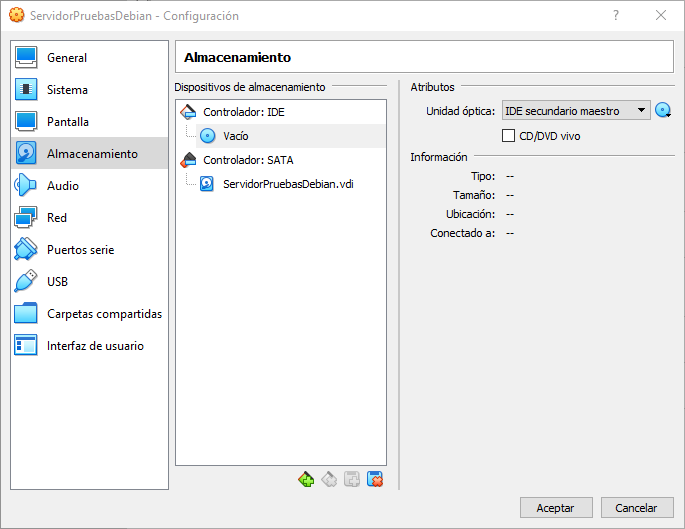 ServidorPruebasDebian - Configuración
?
General
Sistema
Pantalla
Almacenamiento
Audio
Red
Puertos serie
USB
Carpetas compartidas
Interfaz de usuario
Almacenamiento
Dispositivos de almacenamiento
Controlador: IDE
Vacío
Controlador: SATA
ServidorPruebasDebian.vdi
Atributos
Unidad óptica: IDE secundario maestro
CD/DVD vivo
Información
Tipo: --
Tamaño: --
Ubicación: --
Conectado a: --
Aceptar Cancelar